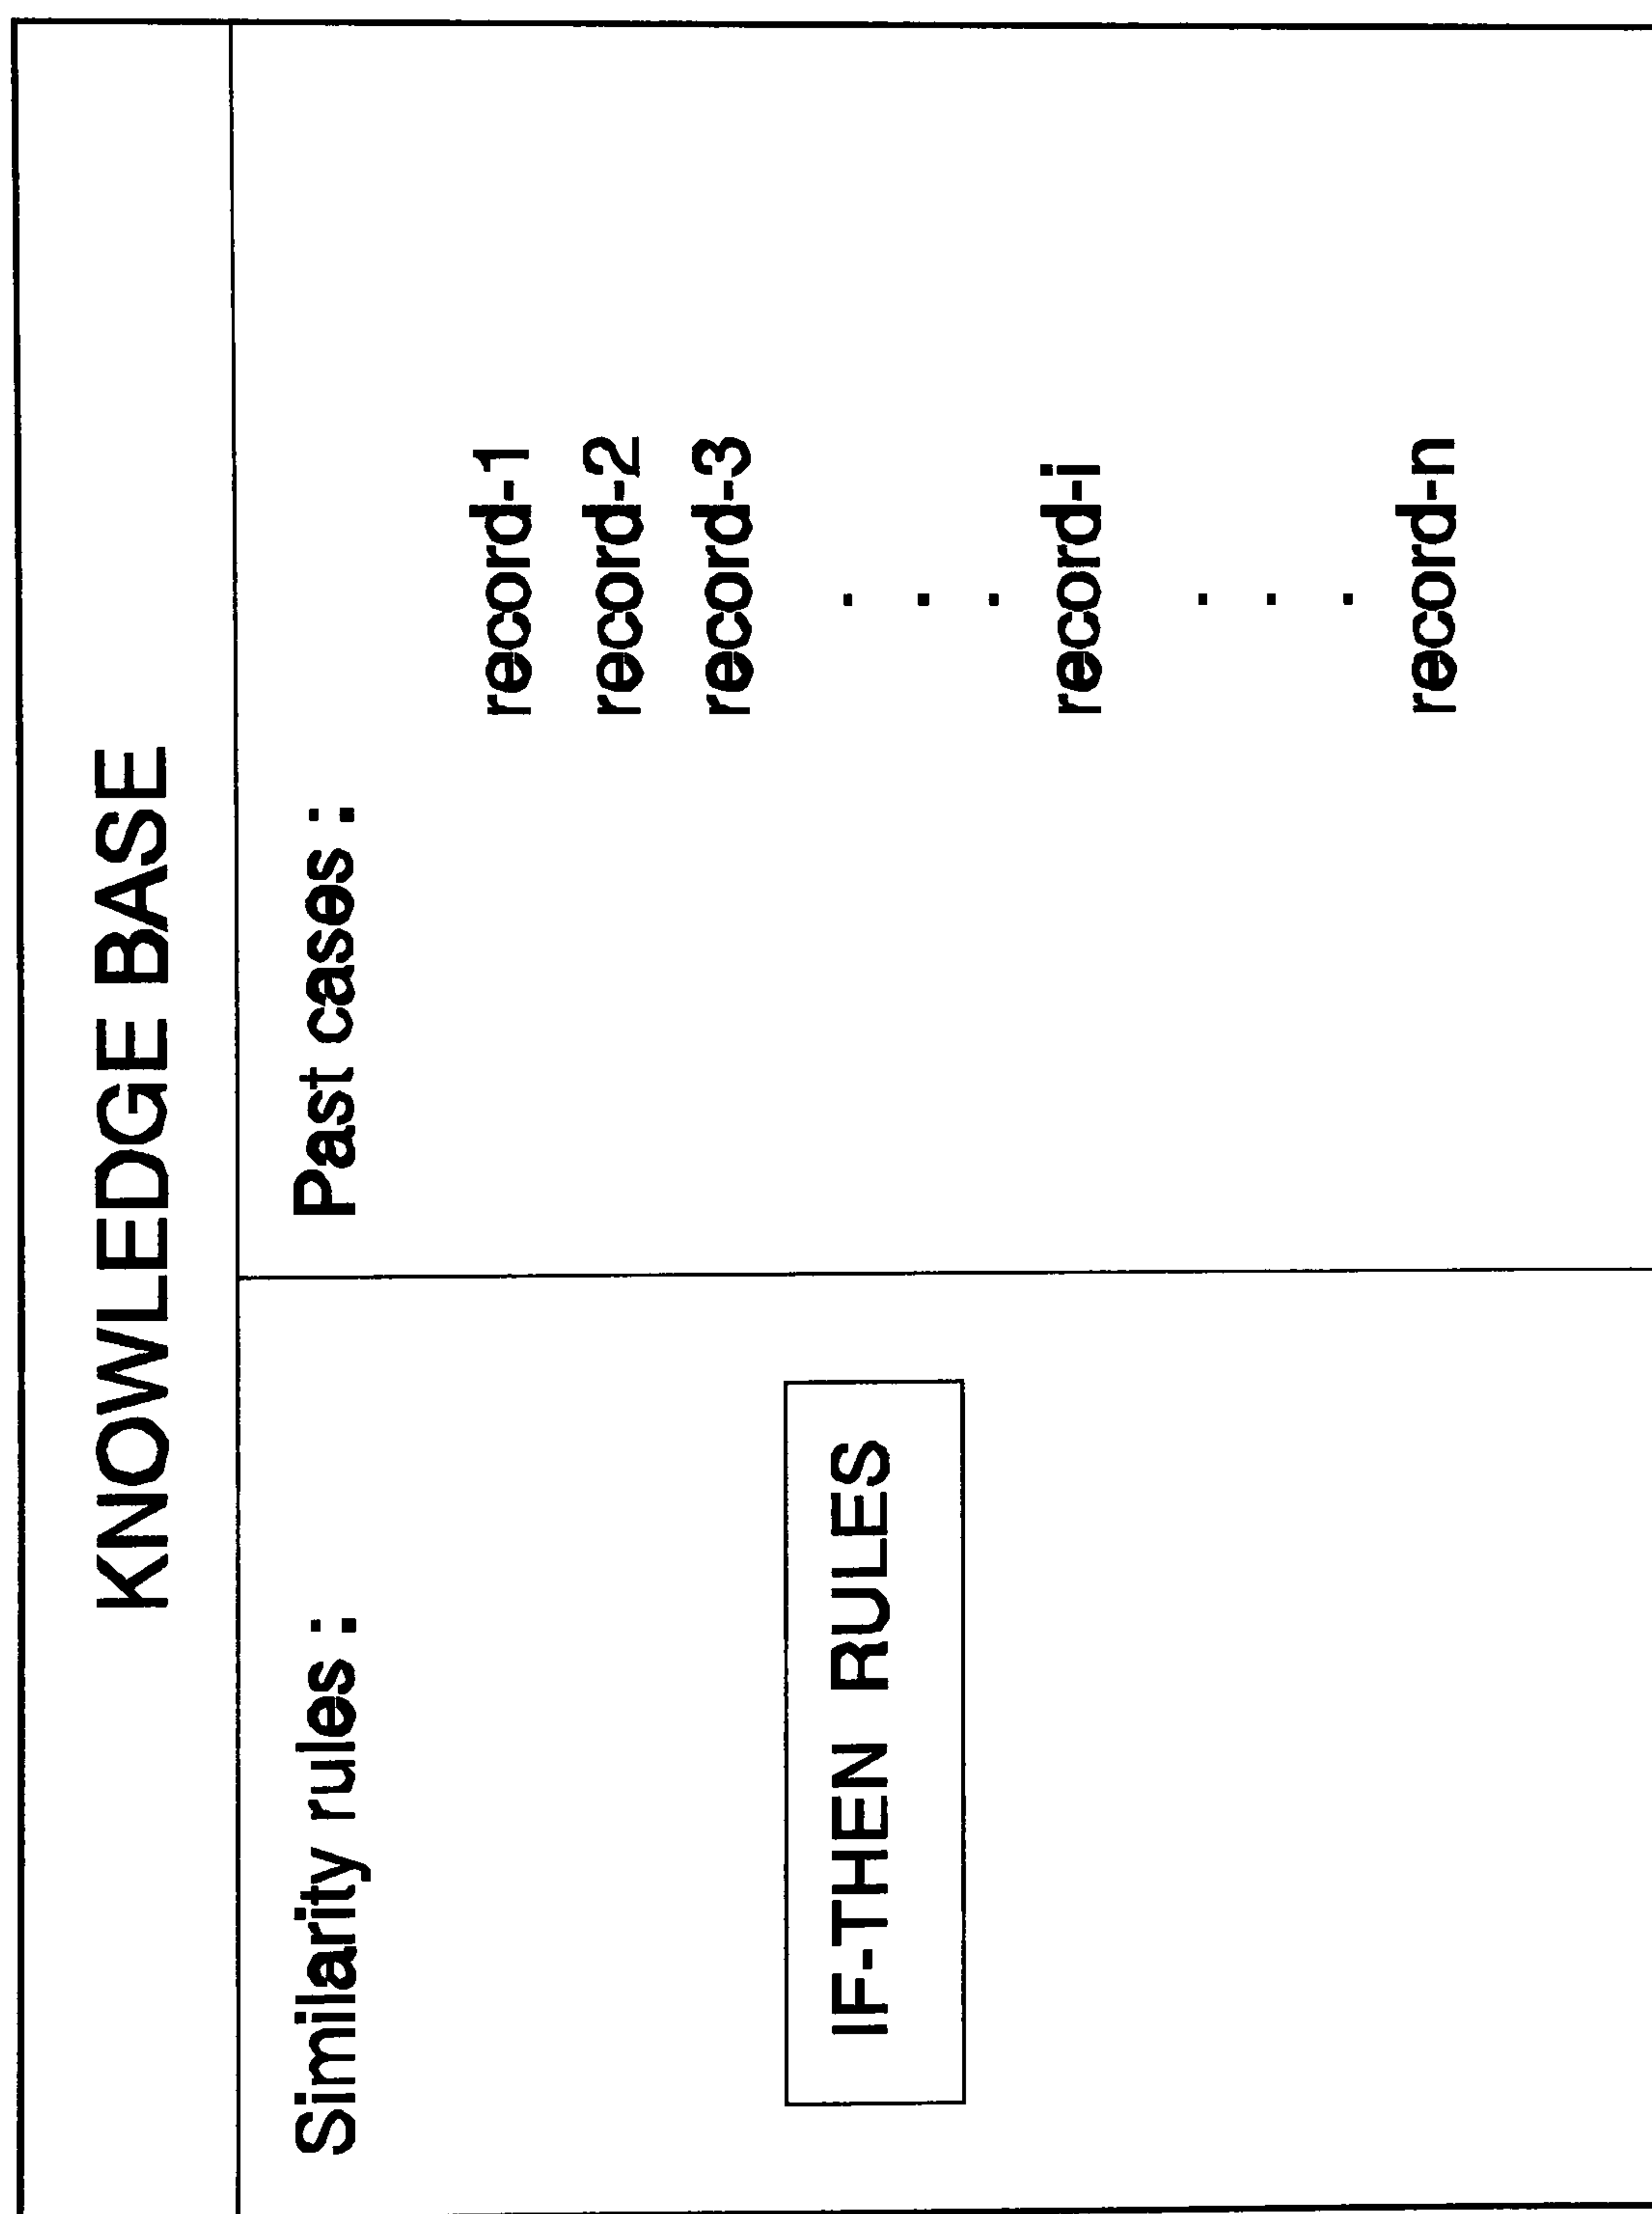 KNOWLEDGE BASE
Similarity rules :
IF-THEN RULES
Past cases :
record-1
record-2
record-3
.
.
.
record-i
.
.
.
record-n